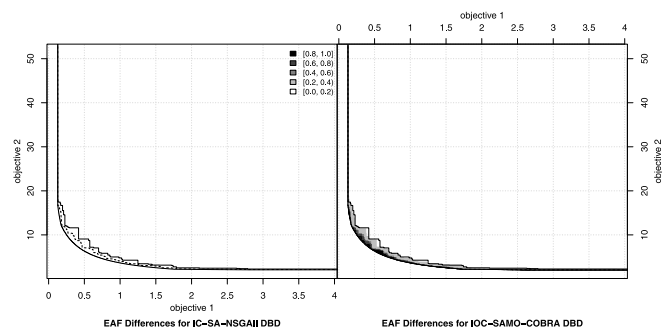 objective 1
0 0.5 1 1.5 2 2.5 3 3.5 4
[0.8, 1.0]
[0.6, 0.8)
[0.4, 0.6)
[0.2, 0.4)
[0.0, 0.2)
objective 2
50
40
30
20
10
0 0.5 1 1.5 2 2.5 3 3.5 4
objective 1
objective 2
50
40
30
20
10
EAF Differences for IC-SA-NSGAII DBD
EAF Differences for IOC-SAMO-COBRA DBD